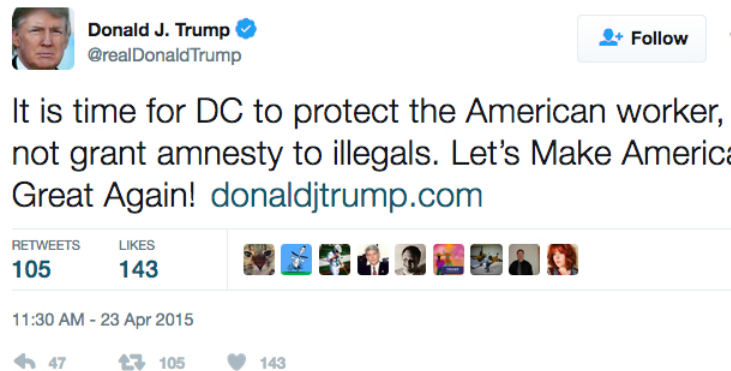 Donald J. Trump
@realDonaldTrump
Follow
It is time for DC to protect the American worker,
not grant amnesty to illegals. Let's Make America
Great Again! donaldjtrump.com
RETWEETS LIKES
105 143
11:30 AM - 23 Apr 2015
47 105 143